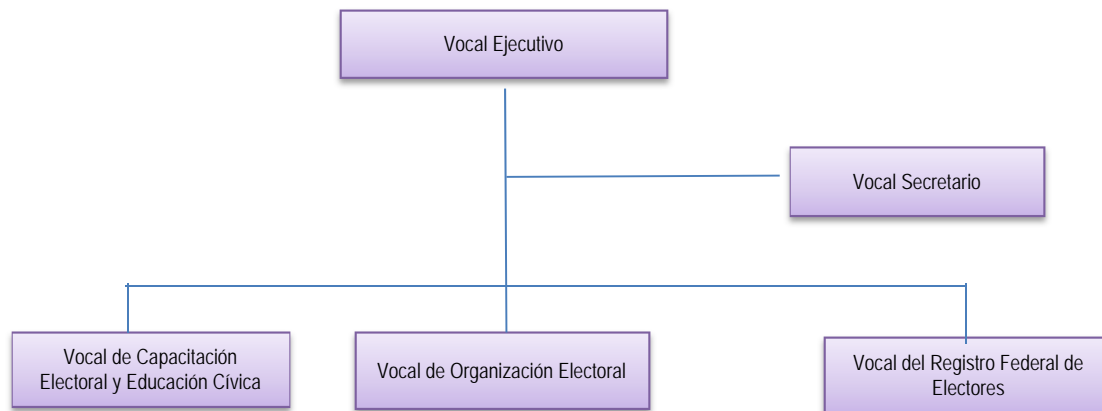 Vocal Ejecutivo
Vocal Secretario
Vocal de Capacitación
Electoral y Educación Cívica
Vocal de Organización Electoral
Vocal del Registro Federal de
Electores